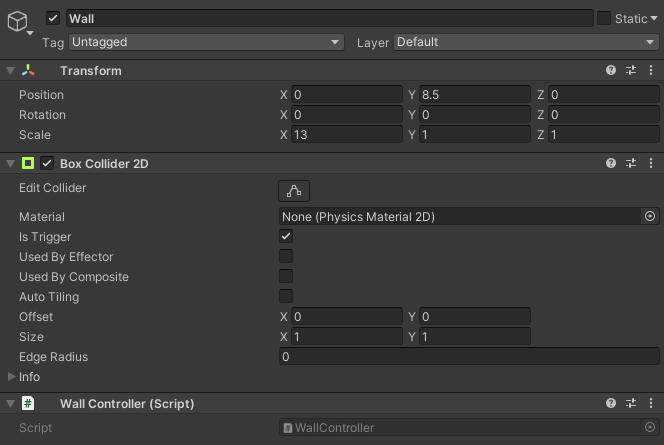 Wall Static
Tag Untagged Layer Default
Transform
Position X 0 Y 8.5 Z 0
Rotation X 0 Y 0 Z 0
Scale X 13 Y 1 Z 1
Box Collider 2D
Edit Collider
Material None (Physics Material 2D)
Is Trigger
Used By Effector
Used By Composite
Auto Tiling
Offset X 0 Y 0
Size X 1 Y 1
Edge Radius 0
Info
# Wall Controller (Script)
Script # WallController